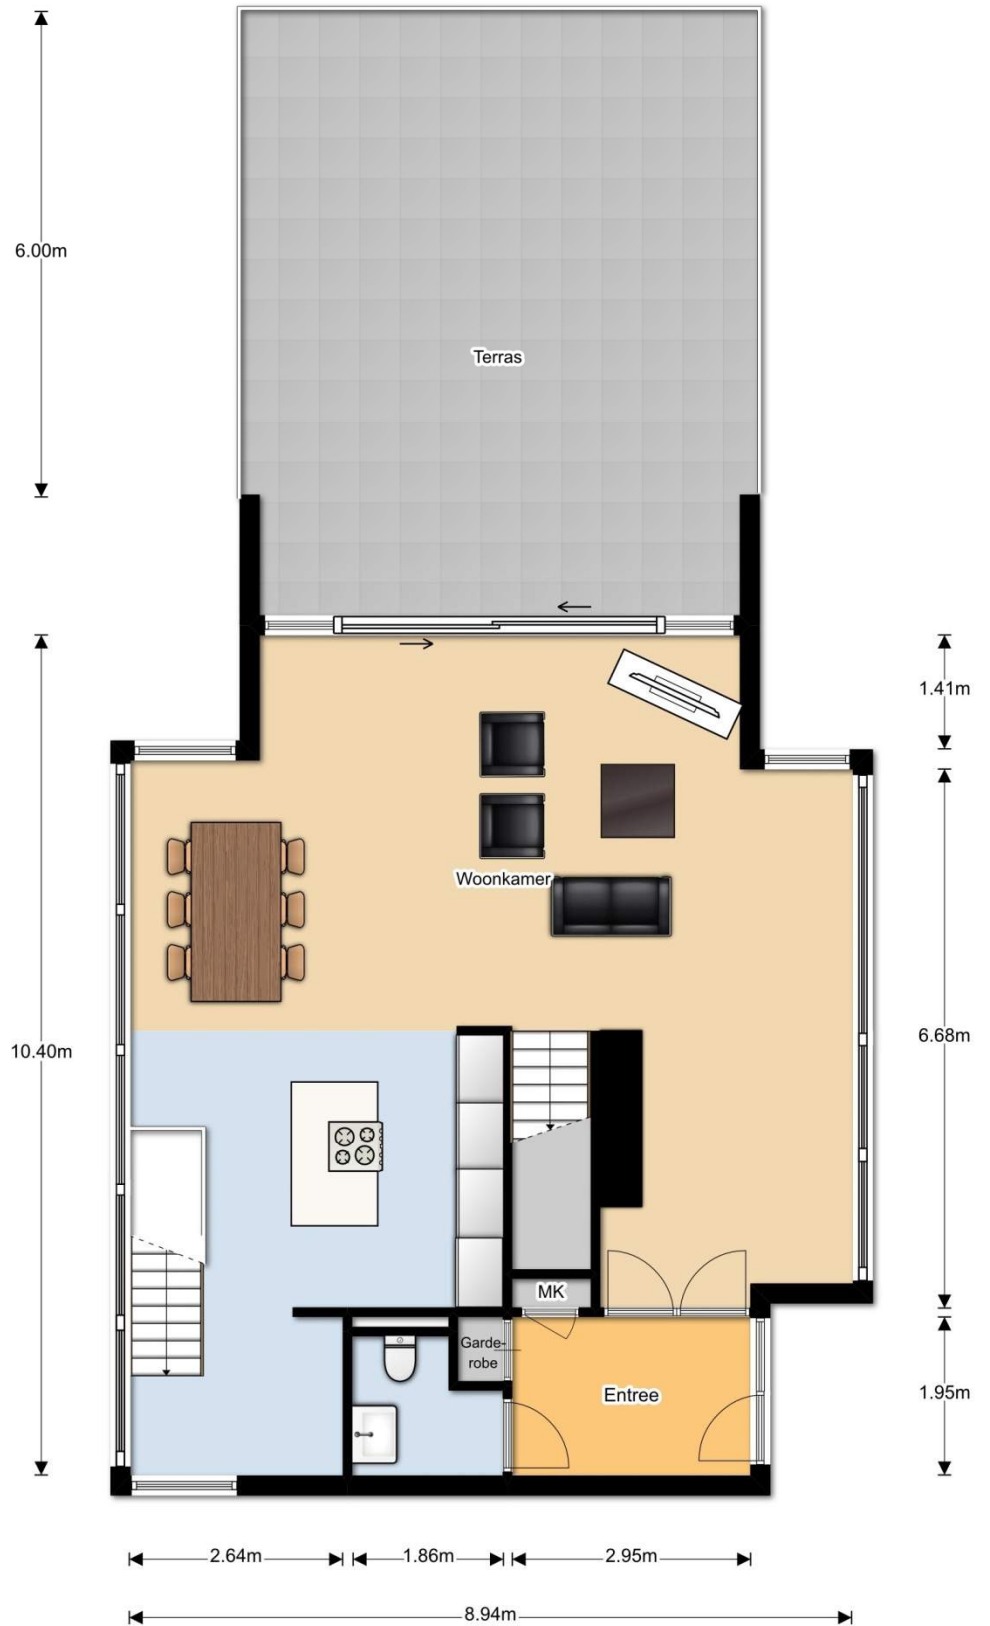 6.00m
Terras
1.41m
Woonkamer
10.40m
6.68m
MK
Garde-
robe
Entree
1.95m
2.64m
1.86m
2.95m
8.94m